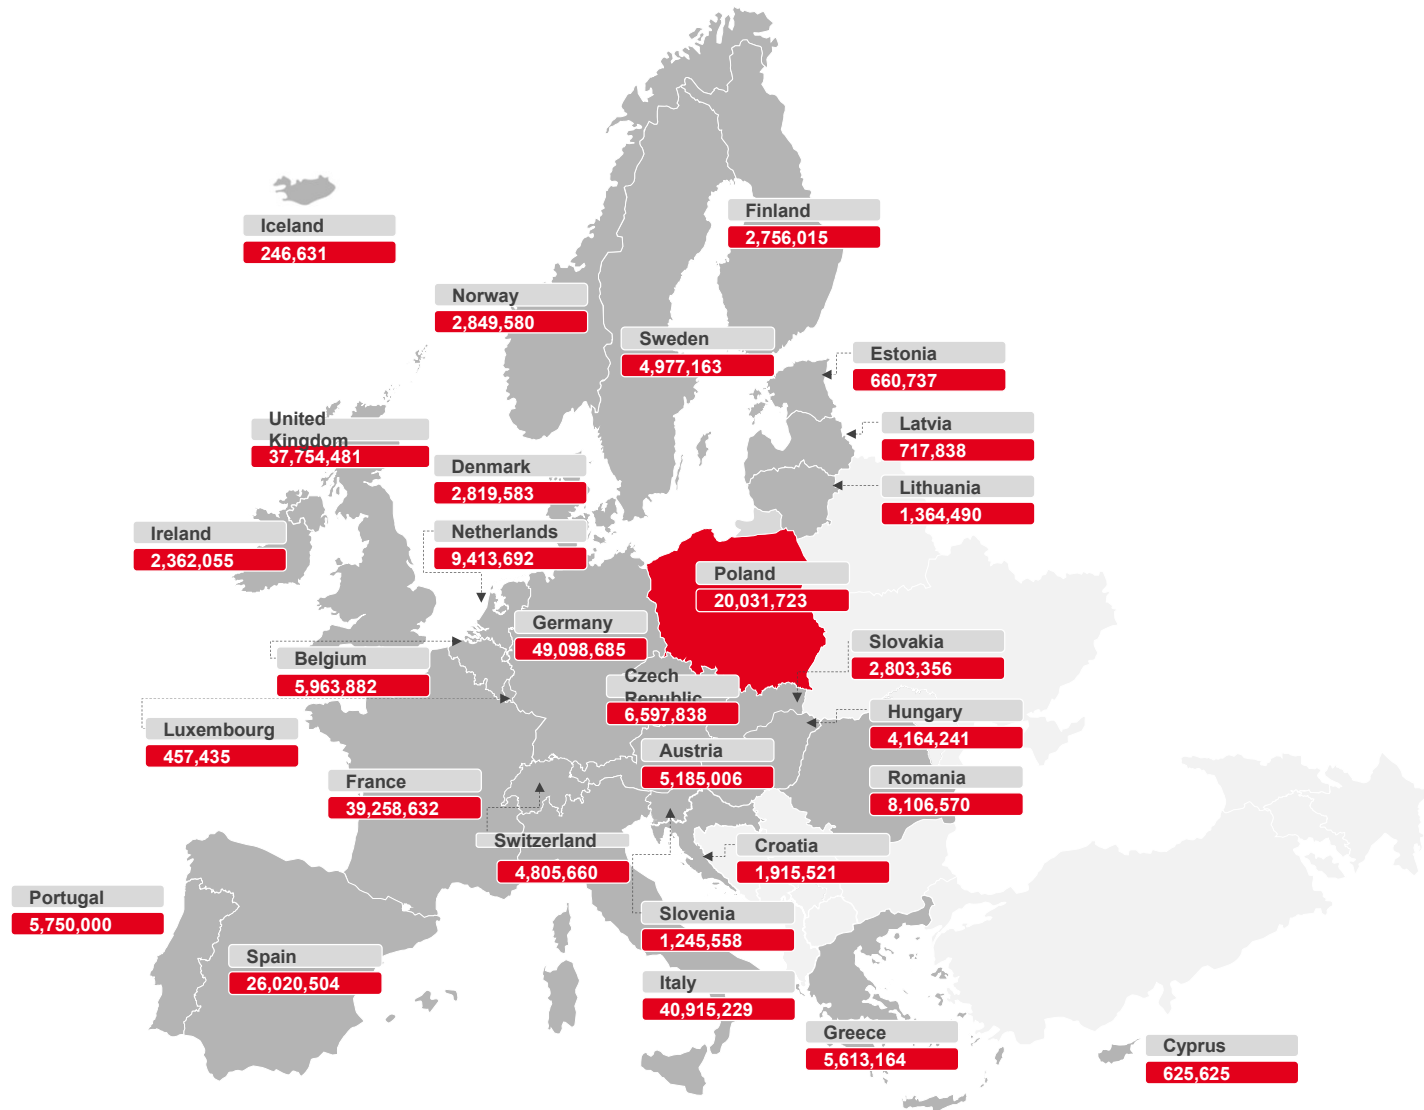 Iceland
246,631
Finland
2,756,015
Norway
2,849,580
Sweden
4,977,163
Estonia
660,737
United
Kingdom
37,754,481
Latvia
717,838
Denmark
2,819,583
Lithuania
1,364,490
Ireland
2,362,055
Netherlands
9,413,692
Poland
20,031,723
Germany
49,098,685
Slovakia
2,803,356
Belgium
5,963,882
Czech
Republic
6,597,838
Hungary
4,164,241
Luxembourg
457,435
Austria
5,185,006
Romania
8,106,570
France
39,258,632
Switzerland
4,805,660
Croatia
1,915,521
Portugal
5,750,000
Slovenia
1,245,558
Spain
26,020,504
Italy
40,915,229
Greece
5,613,164
Cyprus
625,625